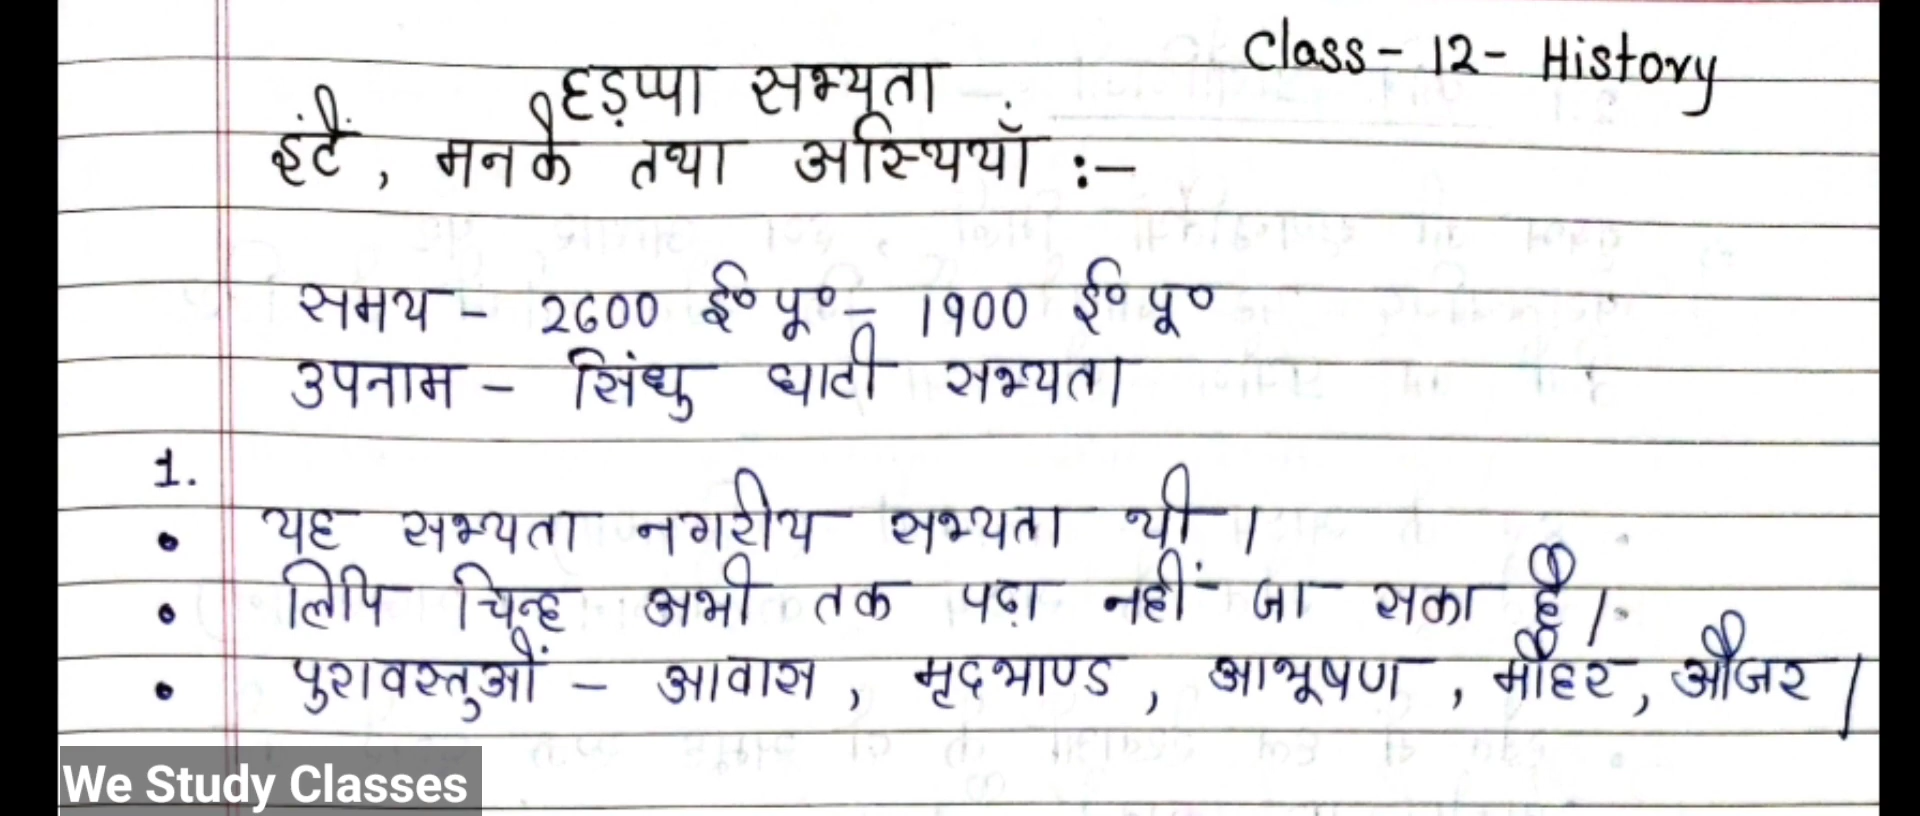 Class - 12 - History
हड़प्पा सभ्यता
इंटें, मनके तथा अस्थियाँ :-
समय - 2600 ई० पू० - 1900 ई० पू०
उपनाम - सिंधु घाटी सभ्यता
1.
• यह सभ्यता नगरीय सभ्यता थी।
• लिपि चिन्ह अभी तक पढ़ा नहीं जा सका है।
• पुरावस्तुओं - आवास, मृदभाण्ड, आभूषण, मौहर, औजर।
We Study Classes